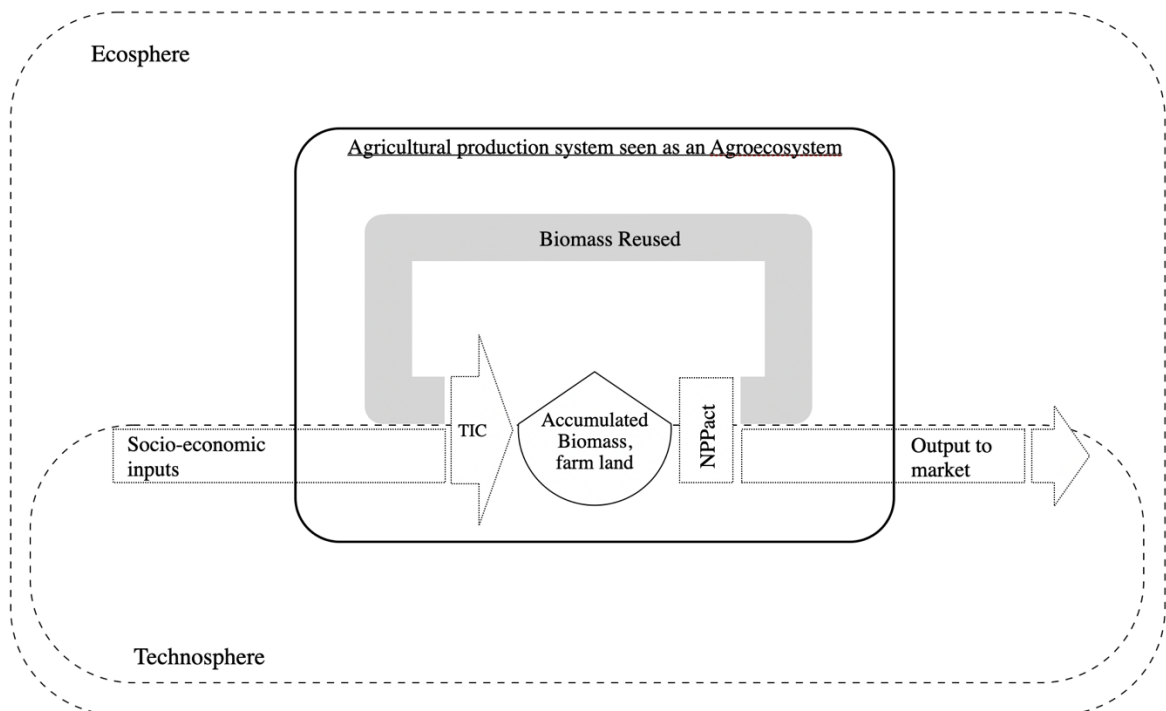 Ecosphere
Agricultural production system seen as an Agroecosystem
Biomass Reused
Socio-economic
inputs
TIC
Accumulated
Biomass,
farm land
NPPact
Output to
market
Technosphere